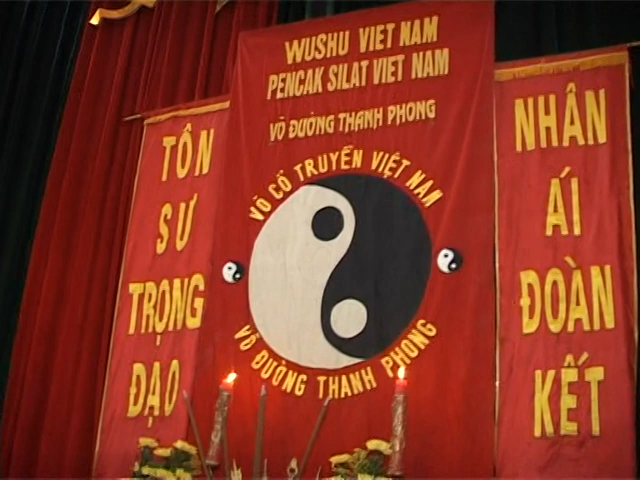 TÔN
SƯ
TRỌNG
ĐẠO
WUSHU VIET NAM
PENCAK SILAT VIET NAM
VÕ ĐƯỜNG THANH PHONG
VÕ CỔ TRUYỀN VIỆT NAM
VÕ ĐƯỜNG THANH PHONG
NHÂN
ÁI
ĐOÀN
KẾT